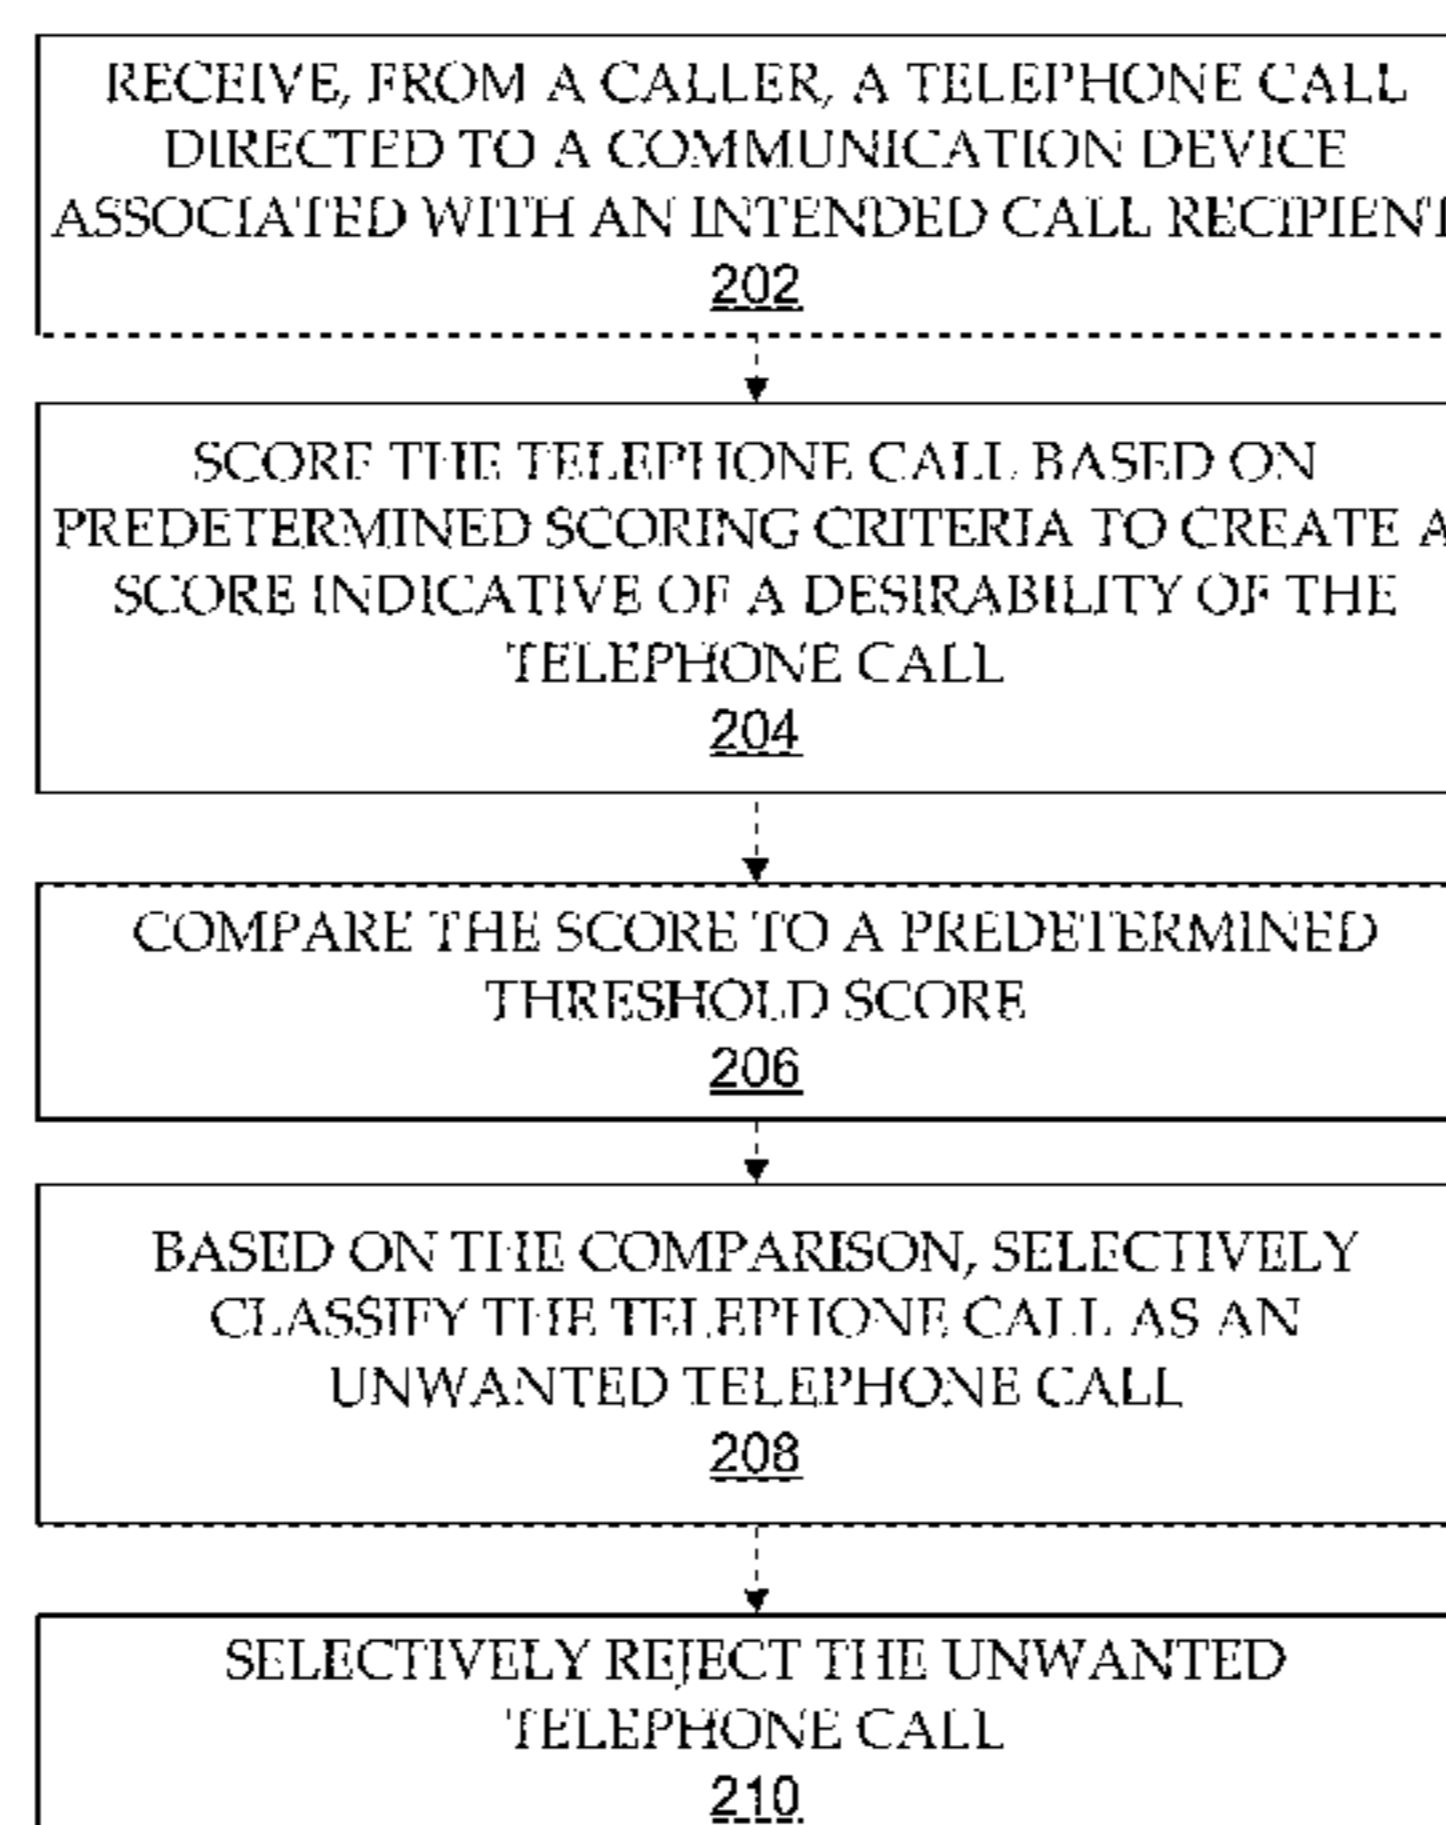 RECEIVE, FROM A CALLER, A TELEPHONE CALL
DIRECTED TO A COMMUNICATION DEVICE
ASSOCIATED WITH AN INTENDED CALL RECIPIENT
202
SCORE THE TELEPHONE CALL BASED ON
PREDETERMINED SCORING CRITERIA TO CREATE A
SCORE INDICATIVE OF A DESIRABILITY OF THE
TELEPHONE CALL
204
COMPARE THE SCORE TO A PREDETERMINED
THRESHOLD SCORE
206
BASED ON THE COMPARISON, SELECTIVELY
CLASSIFY THE TELEPHONE CALL AS AN
UNWANTED TELEPHONE CALL
208
SELECTIVELY REJECT THE UNWANTED
TELEPHONE CALL
210